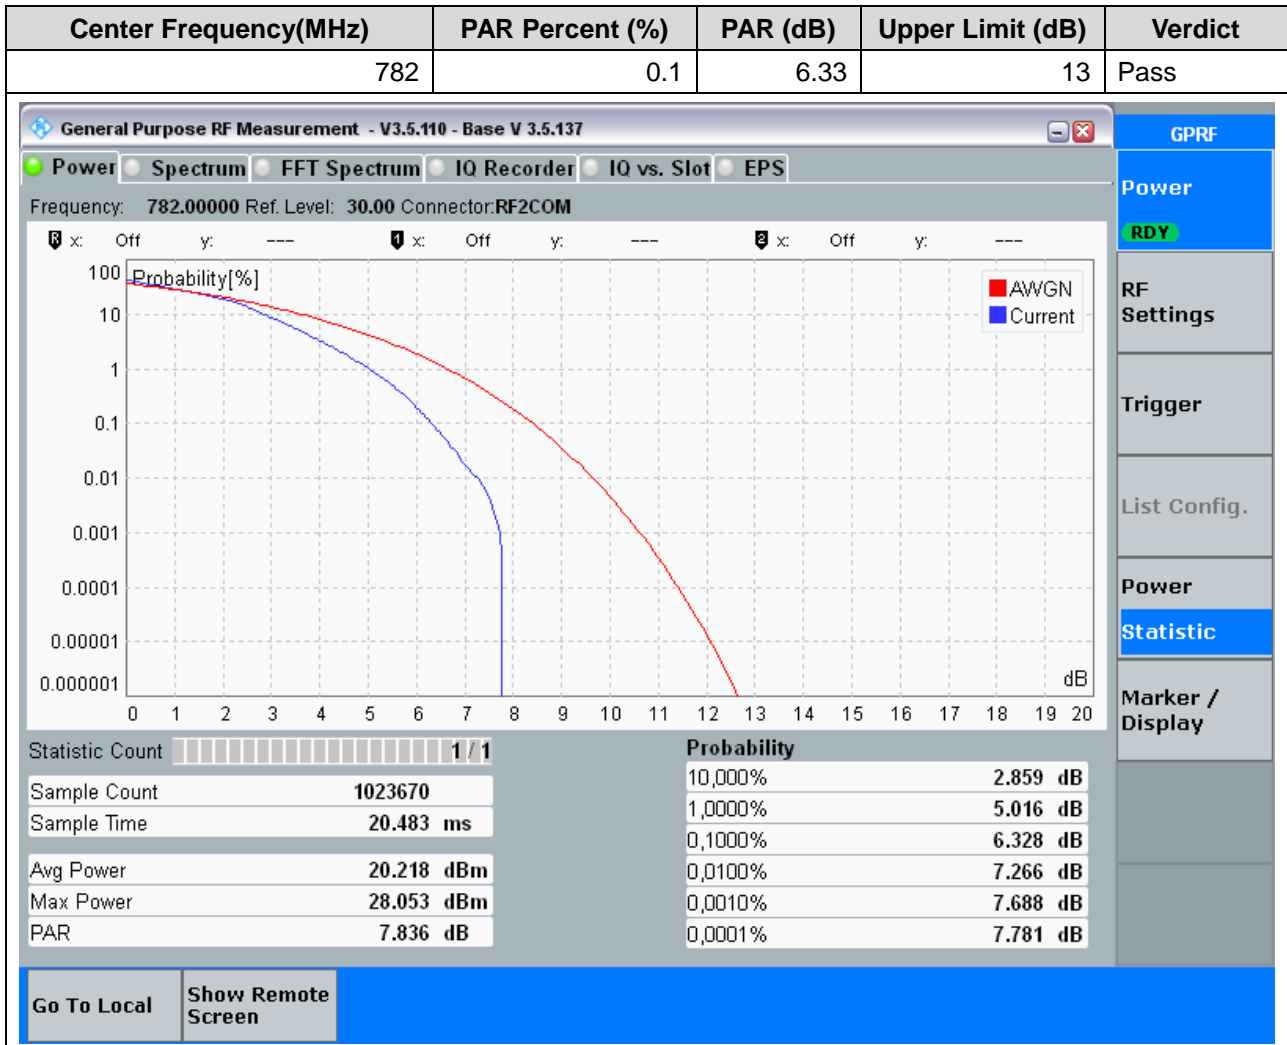 Center Frequency(MHz) PAR Percent (%) PAR (dB) Upper Limit (dB) Verdict
782 0.1 6.33 13 Pass
General Purpose RF Measurement - V3.5.110 - Base V 3.5.137
GPRF
Power Spectrum FFT Spectrum IQ Recorder IQ vs. Slot EPS
Frequency: 782.00000 Ref. Level: 30.00 Connector:RF2COM
R x: Off y: --- 1 x: Off y: --- 2 x: Off y: ---
Probability[%]
AWGN
Current
100
10
1
0.1
0.01
0.001
0.0001
0.00001
0.000001
dB
0 1 2 3 4 5 6 7 8 9 10 11 12 13 14 15 16 17 18 19 20
Statistic Count 1 / 1
Sample Count 1023670
Sample Time 20.483 ms
Avg Power 20.218 dBm
Max Power 28.053 dBm
PAR 7.836 dB
Probability
10,000% 2.859 dB
1,0000% 5.016 dB
0,1000% 6.328 dB
0,0100% 7.266 dB
0,0010% 7.688 dB
0,0001% 7.781 dB
Power
RDY
RF
Settings
Trigger
List Config.
Power
Statistic
Marker /
Display
Go To Local
Show Remote
Screen